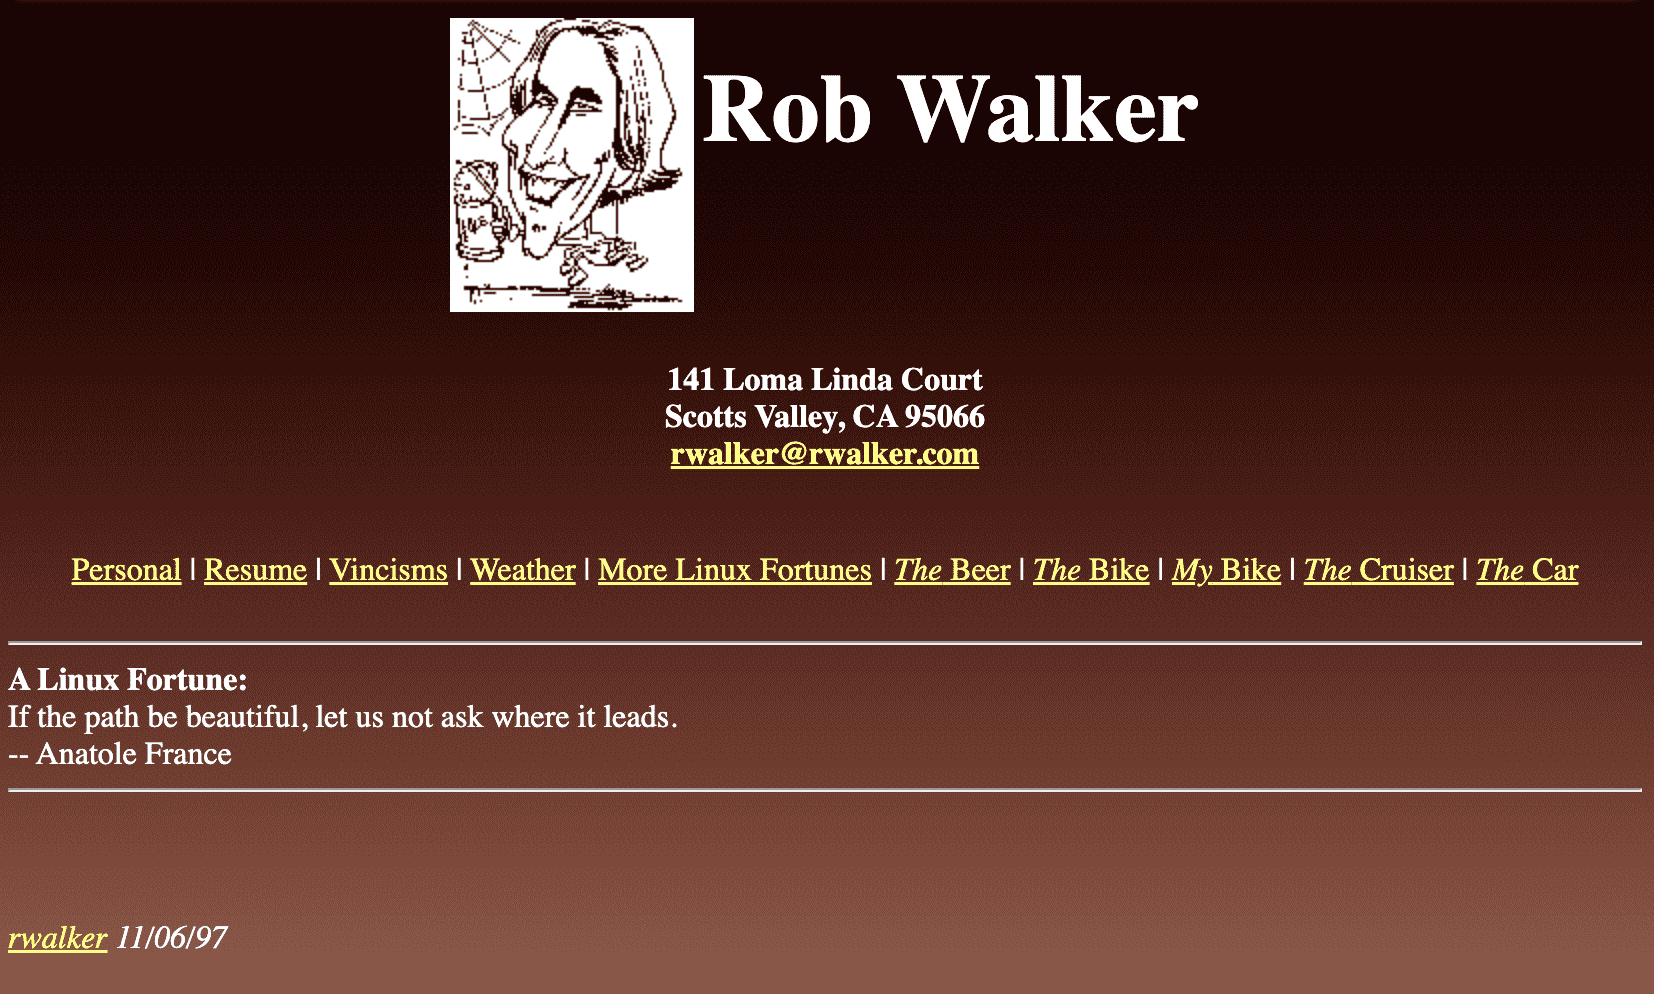 Rob Walker
141 Loma Linda Court
Scotts Valley, CA 95066
rwalker@rwalker.com
Personal | Resume | Vincisms | Weather | More Linux Fortunes | The Beer | The Bike | My Bike | The Cruiser | The Car
A Linux Fortune:
If the path be beautiful, let us not ask where it leads.
-- Anatole France
rwalker 11/06/97